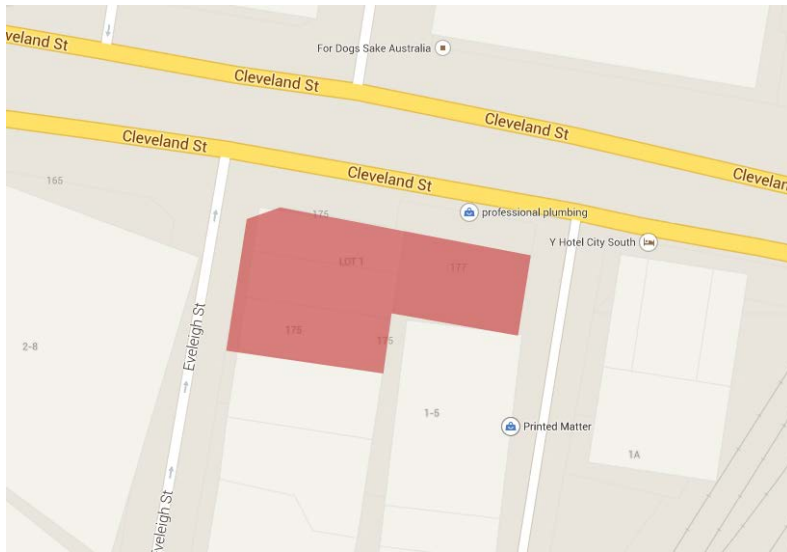 For Dogs Sake Australia
veland St
Cleveland St
Cleveland St
Clevelan
Cleveland St
Cleveland St
165
175
professional plumbing
Y Hotel City South
LOT 1
177
175
175
2-8
Eveleigh St
1-5
Printed Matter
1A
Eveleigh St